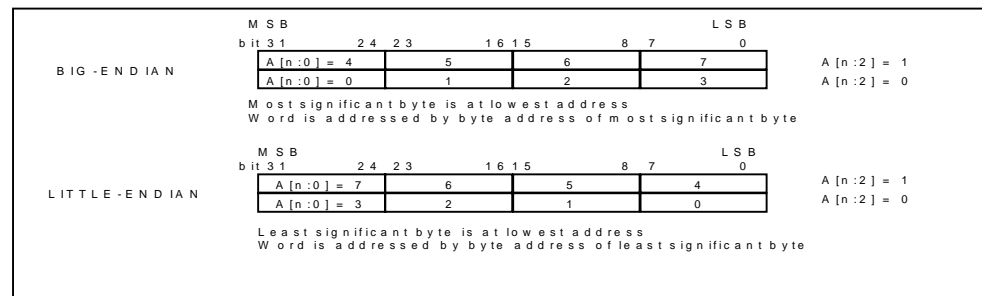 MSB LSB
bit 31 24 23 16 15 8 7 0
BIG-ENDIAN
A[n:0] = 4 5 6 7 A[n:2] = 1
A[n:0] = 0 1 2 3 A[n:2] = 0
Most significant byte is at lowest address
Word is addressed by byte address of most significant byte
MSB LSB
bit 31 24 23 16 15 8 7 0
LITTLE-ENDIAN
A[n:0] = 7 6 5 4 A[n:2] = 1
A[n:0] = 3 2 1 0 A[n:2] = 0
Least significant byte is at lowest address
Word is addressed by byte address of least significant byte